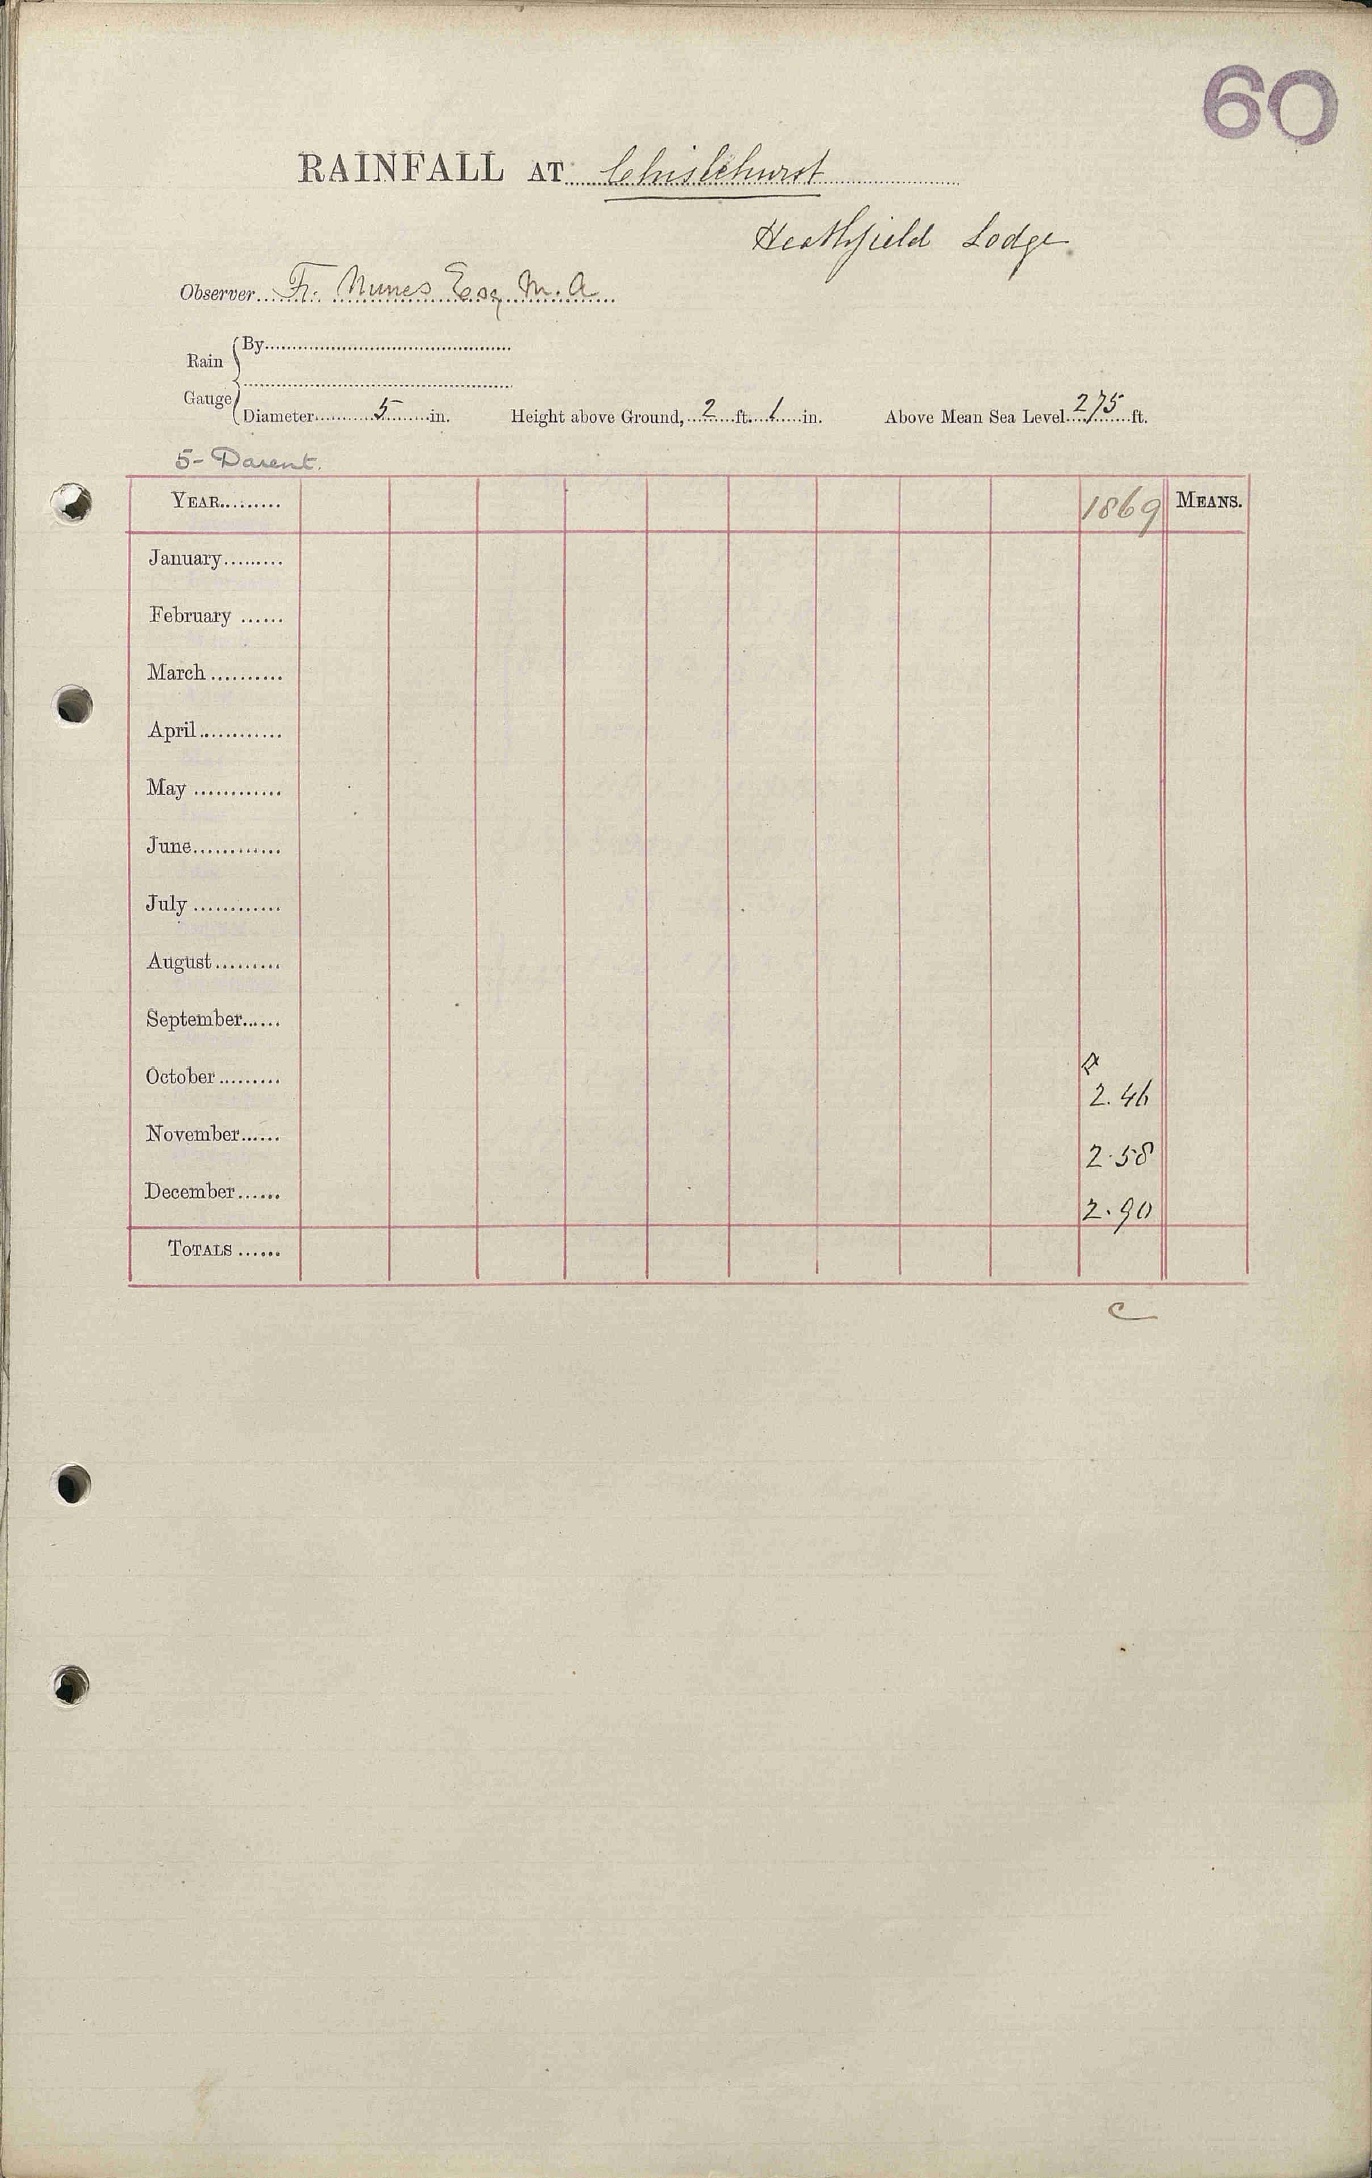 60
RAINFALL AT Chislehurst
Heathfield Lodge
Observer Fr. Nunes Esq M.A
Rain Gauge
By
Diameter 5 in. Height above Ground, 2 ft. 1 in. Above Mean Sea Level 275 ft.
5- Darent.
YEAR 1869 MEANS.
January
February
March
April
May
June
July
August
September
October 2.46
November 2.58
December 2.90
TOTALS
C